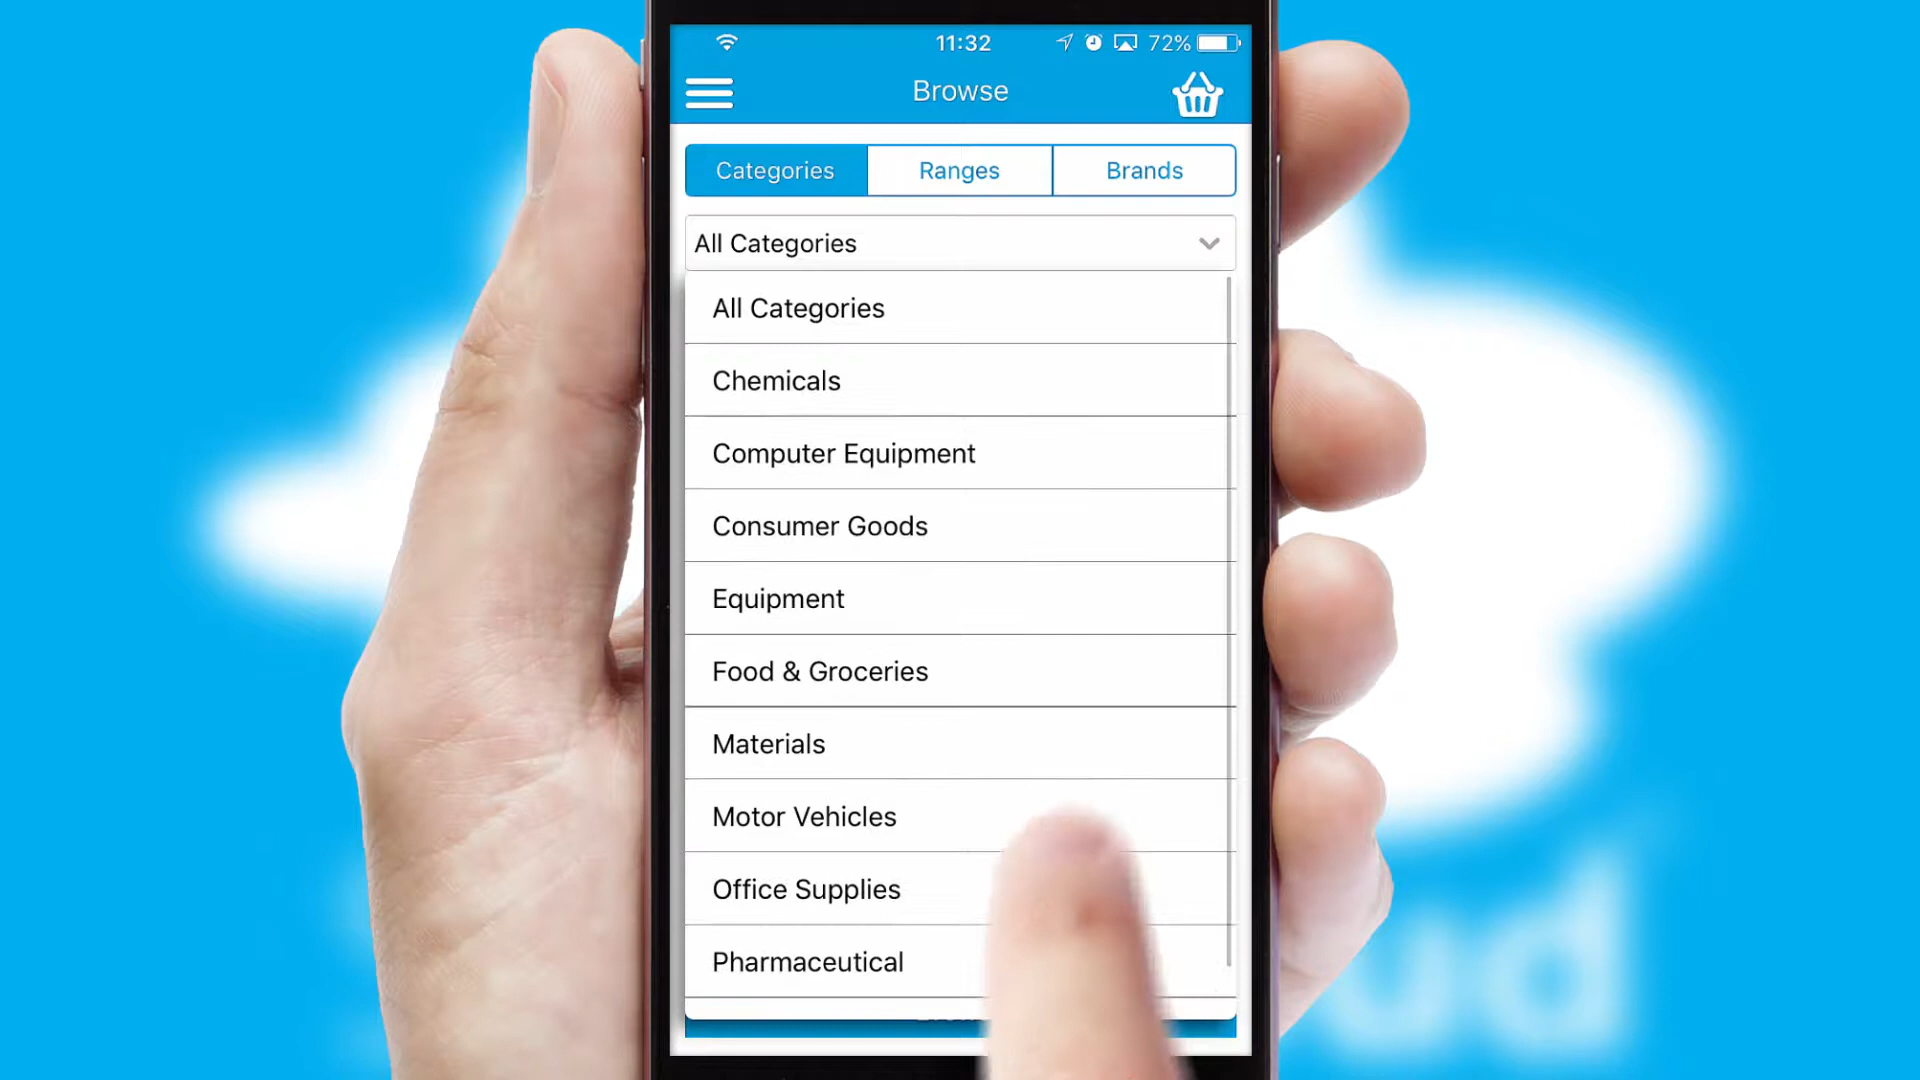 11:32 72%
Browse
Categories Ranges Brands
All Categories
All Categories
Chemicals
Computer Equipment
Consumer Goods
Equipment
Food & Groceries
Materials
Motor Vehicles
Office Supplies
Pharmaceutical